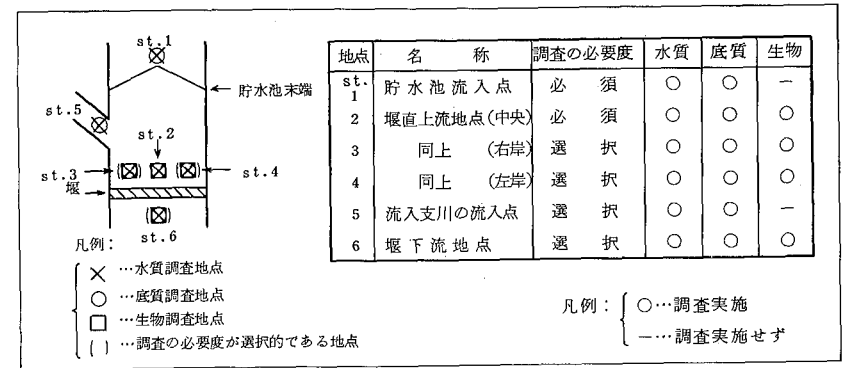 st.1
貯水池末端
st.5
st.2
st.3
st.4
堰
st.6
凡例：
×…水質調査地点
○…底質調査地点
□…生物調査地点
( )…調査の必要度が選択的である地点
地点 名 称 調査の必要度 水質 底質 生物
st.1 貯水池流入点 必 須 ○ ○ －
2 堰直上流地点(中央) 必 須 ○ ○ ○
3 同上 (右岸) 選 択 ○ ○ ○
4 同上 (左岸) 選 択 ○ ○ ○
5 流入支川の流入点 選 択 ○ ○ －
6 堰下流地点 選 択 ○ ○ ○
凡例：○…調査実施
－…調査実施せず